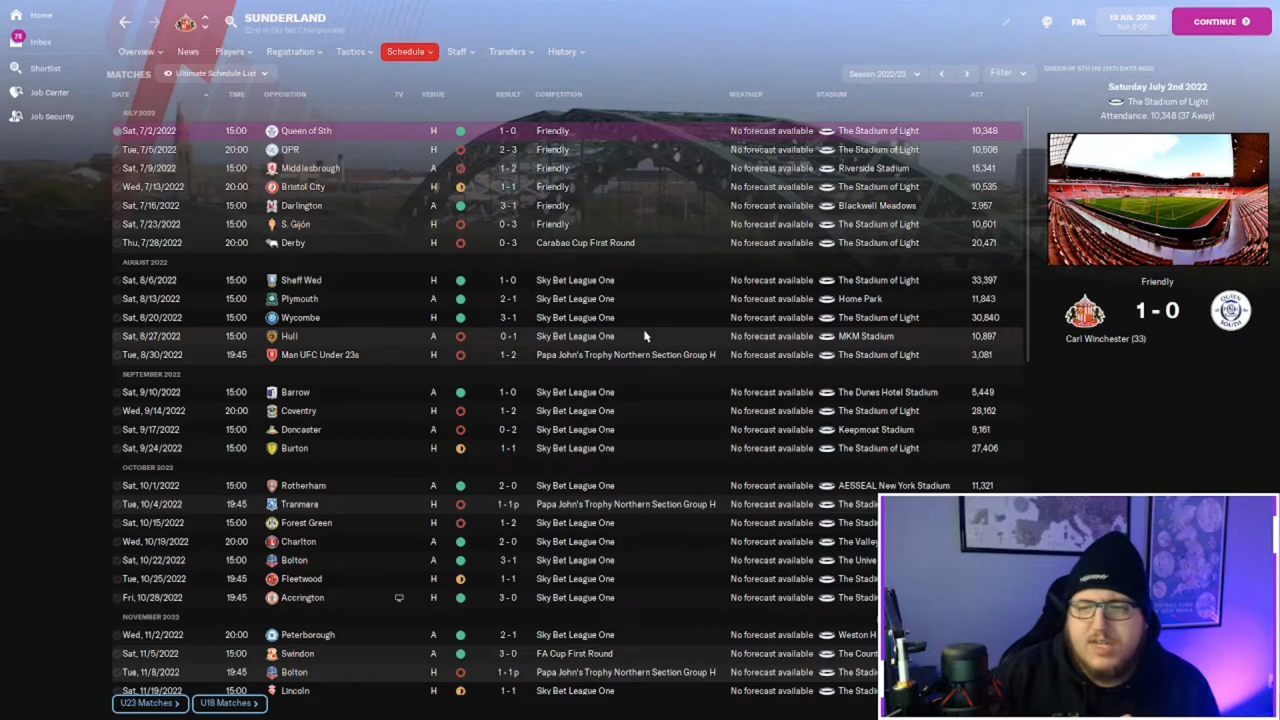 Home
SUNDERLAND
22nd in Sky Bet Championship
FM
12 JUL 2026
CONTINUE
76
Inbox
Overview News Players Registration Tactics Schedule Staff Transfers History
Shortlist
MATCHES Ultimate Schedule List Season 2022/23 Filter
Job Center
DATE TIME OPPOSITION TV VENUE RESULT COMPETITION WEATHER STADIUM ATT
Job Security
JULY 2022
Sat, 7/2/2022 15:00 Queen of Sth H 1 - 0 Friendly No forecast available The Stadium of Light 10,348
Tue, 7/5/2022 20:00 QPR H 2 - 3 Friendly No forecast available The Stadium of Light 10,508
Sat, 7/9/2022 15:00 Middlesbrough A 1 - 2 Friendly No forecast available Riverside Stadium 15,341
Wed, 7/13/2022 20:00 Bristol City H 1 - 1 Friendly No forecast available The Stadium of Light 10,535
Sat, 7/16/2022 15:00 Darlington A Friendly No forecast available Blackwell Meadows 2,957
Sat, 7/23/2022 15:00 S. Gijón H 0 - 3 Friendly No forecast available The Stadium of Light 10,601
Thu, 7/28/2022 20:00 Derby H 0 - 3 Carabao Cup First Round No forecast available The Stadium of Light 20,471
AUGUST 2022
Sat, 8/6/2022 15:00 Sheff Wed H 1 - 0 Sky Bet League One No forecast available The Stadium of Light 33,397
Sat, 8/13/2022 15:00 Plymouth A 2 - 1 Sky Bet League One No forecast available Home Park 11,843
Sat, 8/20/2022 15:00 Wycombe H 3 - 1 Sky Bet League One No forecast available The Stadium of Light 30,840
Sat, 8/27/2022 15:00 Hull A 0 - 1 Sky Bet League One No forecast available MKM Stadium 10,897
Tue, 8/30/2022 19:45 Man UFC Under 23s H 1 - 2 Papa John's Trophy Northern Section Group H No forecast available The Stadium of Light 3,081
SEPTEMBER 2022
Sat, 9/10/2022 15:00 Barrow A 1 - 0 Sky Bet League One No forecast available The Dunes Hotel Stadium 5,449
Wed, 9/14/2022 20:00 Coventry H 1 - 2 Sky Bet League One No forecast available The Stadium of Light 28,162
Sat, 9/17/2022 15:00 Doncaster A 0 - 2 Sky Bet League One No forecast available Keepmoat Stadium 9,161
Sat, 9/24/2022 15:00 Burton H 1 - 1 Sky Bet League One No forecast available The Stadium of Light 27,406
OCTOBER 2022
Sat, 10/1/2022 15:00 Rotherham A 2 - 0 Sky Bet League One No forecast available AESSEAL New York Stadium 11,321
Tue, 10/4/2022 19:45 Tranmere H 1 - 1 p Papa John's Trophy Northern Section Group H No forecast available The Stadi
Sat, 10/15/2022 15:00 Forest Green H 1 - 2 Sky Bet League One No forecast available The Stadi
Wed, 10/19/2022 20:00 Charlton A 2 - 0 Sky Bet League One No forecast available The Valley
Sat, 10/22/2022 15:00 Bolton A 3 - 1 Sky Bet League One No forecast available The Unive
Tue, 10/25/2022 19:45 Fleetwood H 1 - 1 Sky Bet League One No forecast available The Stadi
Fri, 10/28/2022 19:45 Accrington H 3 - 0 Sky Bet League One No forecast available The Stadi
NOVEMBER 2022
Wed, 11/2/2022 20:00 Peterborough A 2 - 1 Sky Bet League One No forecast available Weston H
Sat, 11/5/2022 15:00 Swindon A 3 - 0 FA Cup First Round No forecast available The Count
Tue, 11/8/2022 19:45 Bolton H 1 - 1 p Papa John's Trophy Northern Section Group H No forecast available The Stadi
Sat, 11/19/2022 15:00 Lincoln H 1 - 1 Sky Bet League One No forecast available The Stadi
U23 Matches U18 Matches
Saturday July 2nd 2022
The Stadium of Light
Attendance: 10,348 (37 Away)
Friendly
1 - 0
Carl Winchester (33)